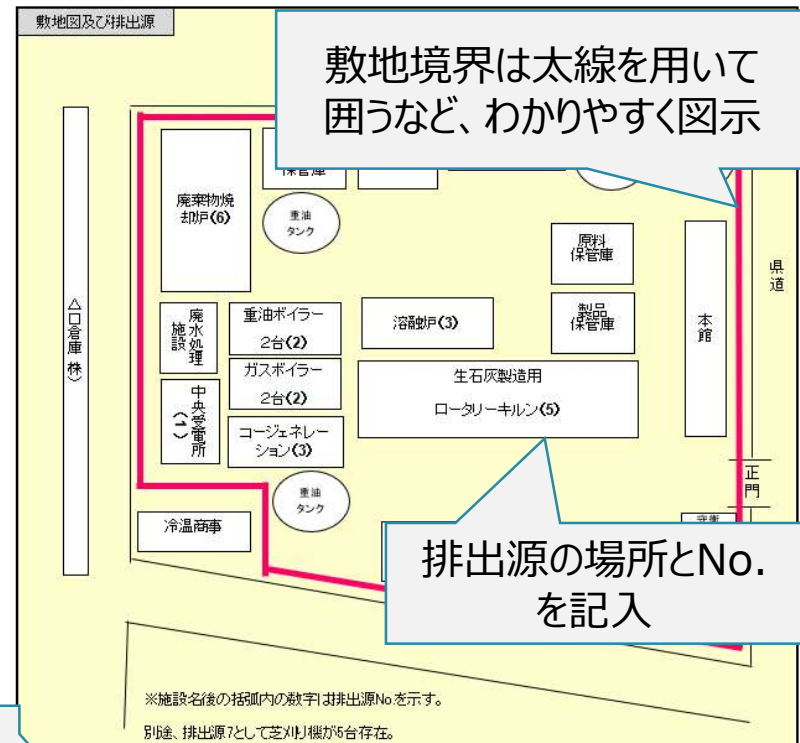 敷地図及び排出源
敷地境界は太線を用いて
囲うなど、わかりやすく図示
保管庫
廃棄物焼
却炉(6)
重油
タンク
原料
保管庫
県道
△口倉庫㈱
廃水処理
施設
重油ボイラー
2台(2)
溶融炉(3)
製品
保管庫
本館
ガスボイラー
2台(2)
生石灰製造用
ロータリーキルン(5)
中央受電所
(1)
コージェネレー
ション(3)
正門
重油
タンク
冷温商事
守衛
排出源の場所とNo.
を記入
※施設名後の括弧内の数字は排出源No.を示す。
別途、排出源7として芝刈り機が5台存在。